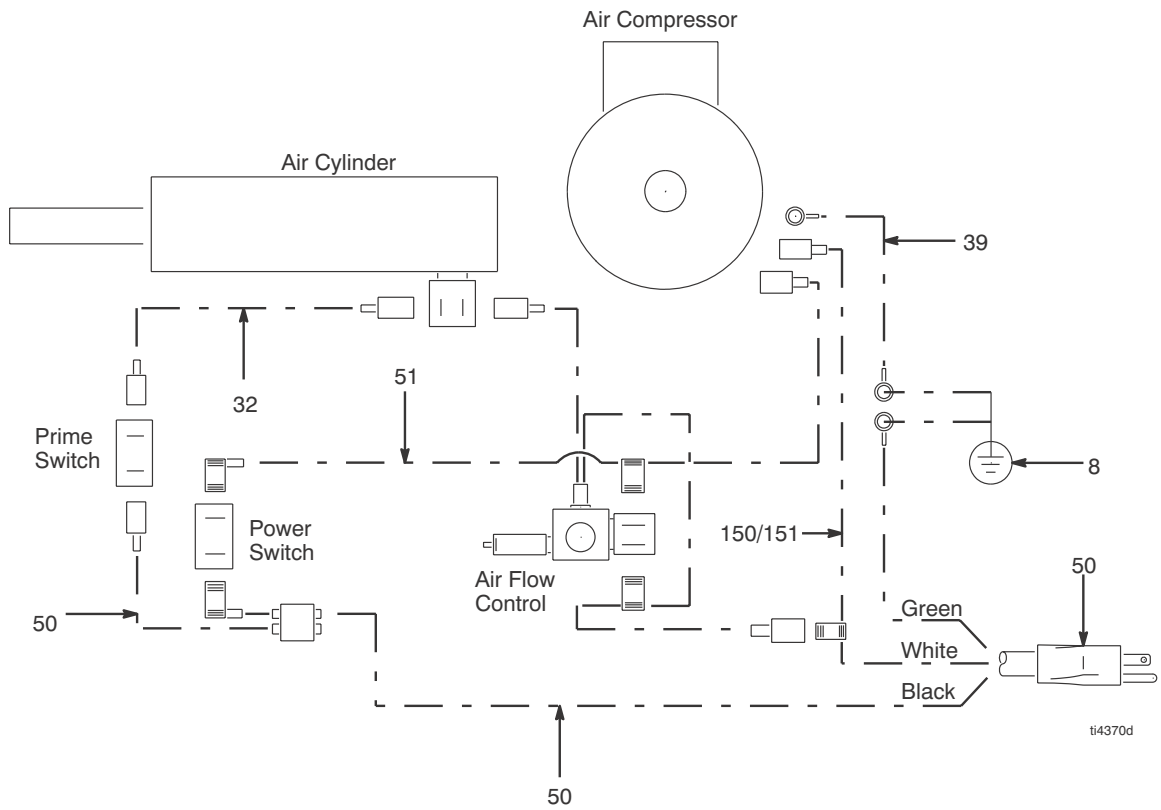 Air Compressor
Air Cylinder
39
32
51
Prime
Switch
8
Power
Switch
150/151
Air Flow
Control
50
50
Green
White
Black
ti4370d
50